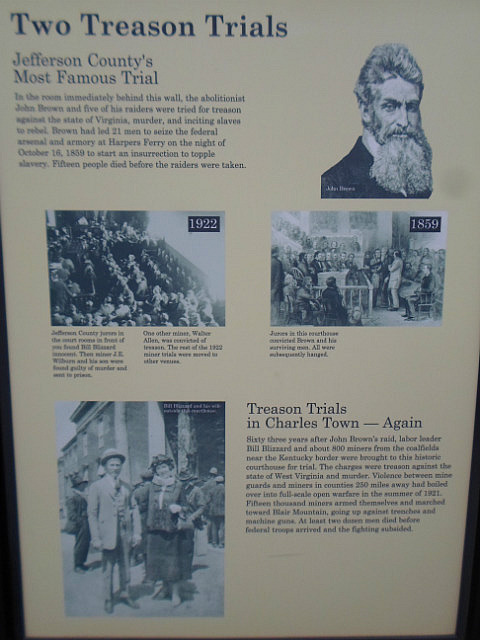 Two Treason Trials
Jefferson County's
Most Famous Trial
In the room immediately behind this wall, the abolitionist
John Brown and five of his raiders were tried for treason
against the state of Virginia, murder, and inciting slaves
to rebel. Brown had led 21 men to seize the federal
arsenal and armory at Harpers Ferry on the night of
October 16, 1859 to start an insurrection to topple
slavery. Fifteen people died before the raiders were taken.
John Brown
1922
1859
Jefferson County jurors in
the court rooms in front of
you found Bill Blizzard
innocent. Then miner J.E.
Wilburn and his son were
found guilty of murder and
sent to prison.
One other miner, Walter
Allen, was convicted of
treason. The rest of the 1922
miner trials were moved to
other venues.
Jurors in this courthouse
convicted Brown and his
surviving men. All were
subsequently hanged.
Bill Blizzard and his wife
outside the courthouse.
Treason Trials
in Charles Town — Again
Sixty three years after John Brown's raid, labor leader
Bill Blizzard and about 800 miners from the coalfields
near the Kentucky border were brought to this historic
courthouse for trial. The charges were treason against the
state of West Virginia and murder. Violence between mine
guards and miners in counties 250 miles away had boiled
over into full-scale open warfare in the summer of 1921.
Fifteen thousand miners armed themselves and marched
toward Blair Mountain, going up against trenches and
machine guns. At least two dozen men died before
federal troops arrived and the fighting subsided.